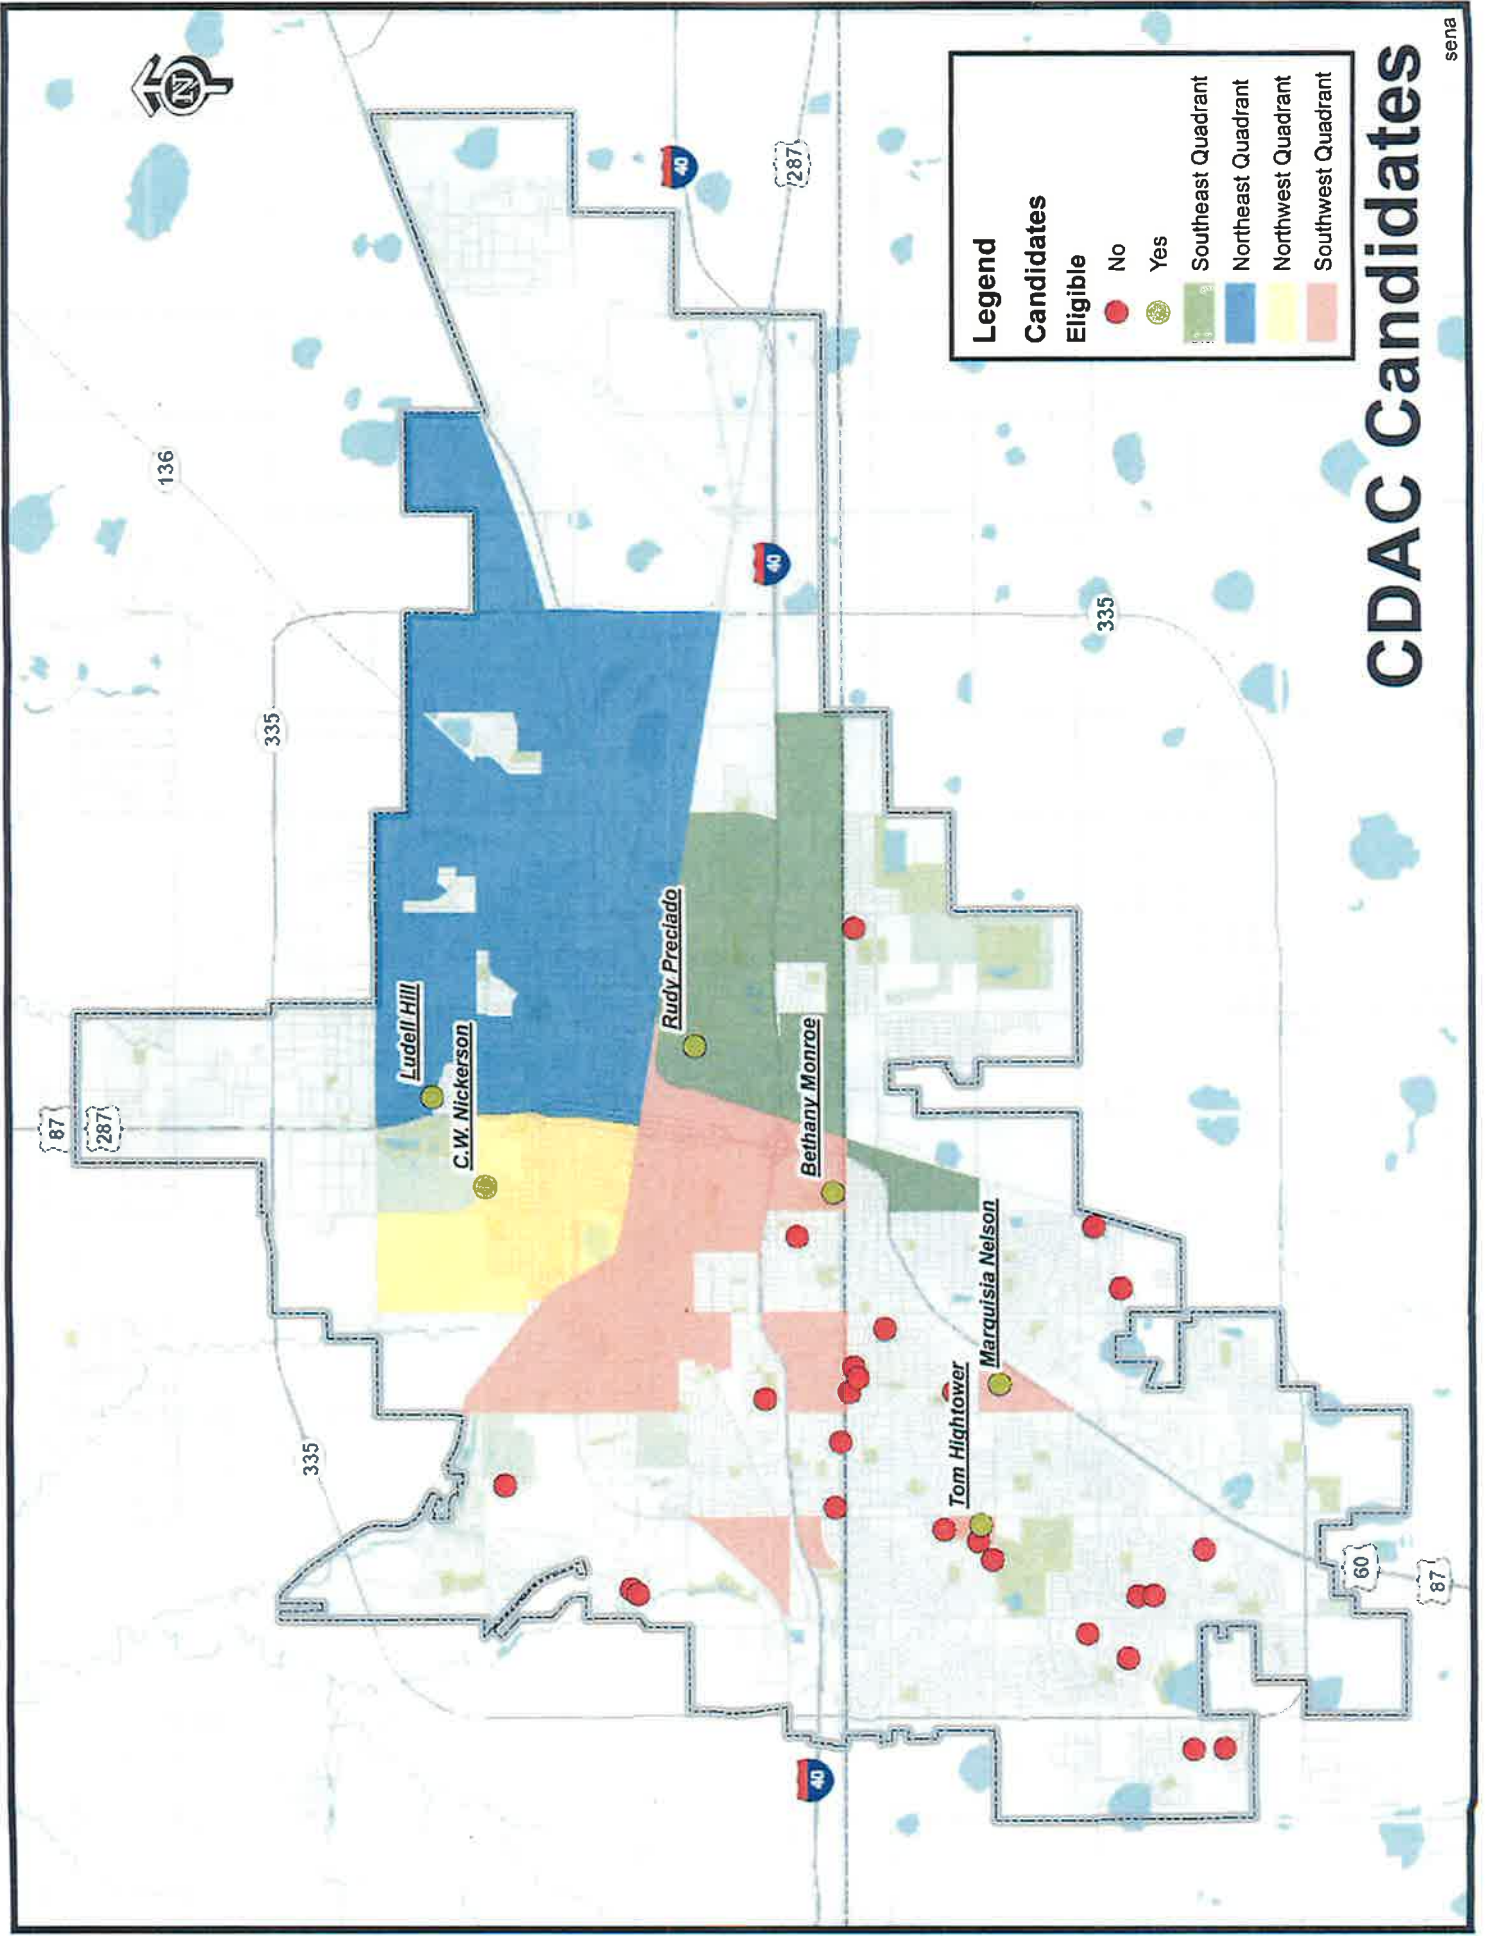 CDAC Candidates
sena
N
Legend
Candidates
Eligible
No
Yes
Southeast Quadrant
Northeast Quadrant
Northwest Quadrant
Southwest Quadrant
87
287
335
136
40
287
335
40
335
40
60
87
Ludell Hill
C.W. Nickerson
Rudy Preciado
Bethany Monroe
Marquisia Nelson
Tom Hightower